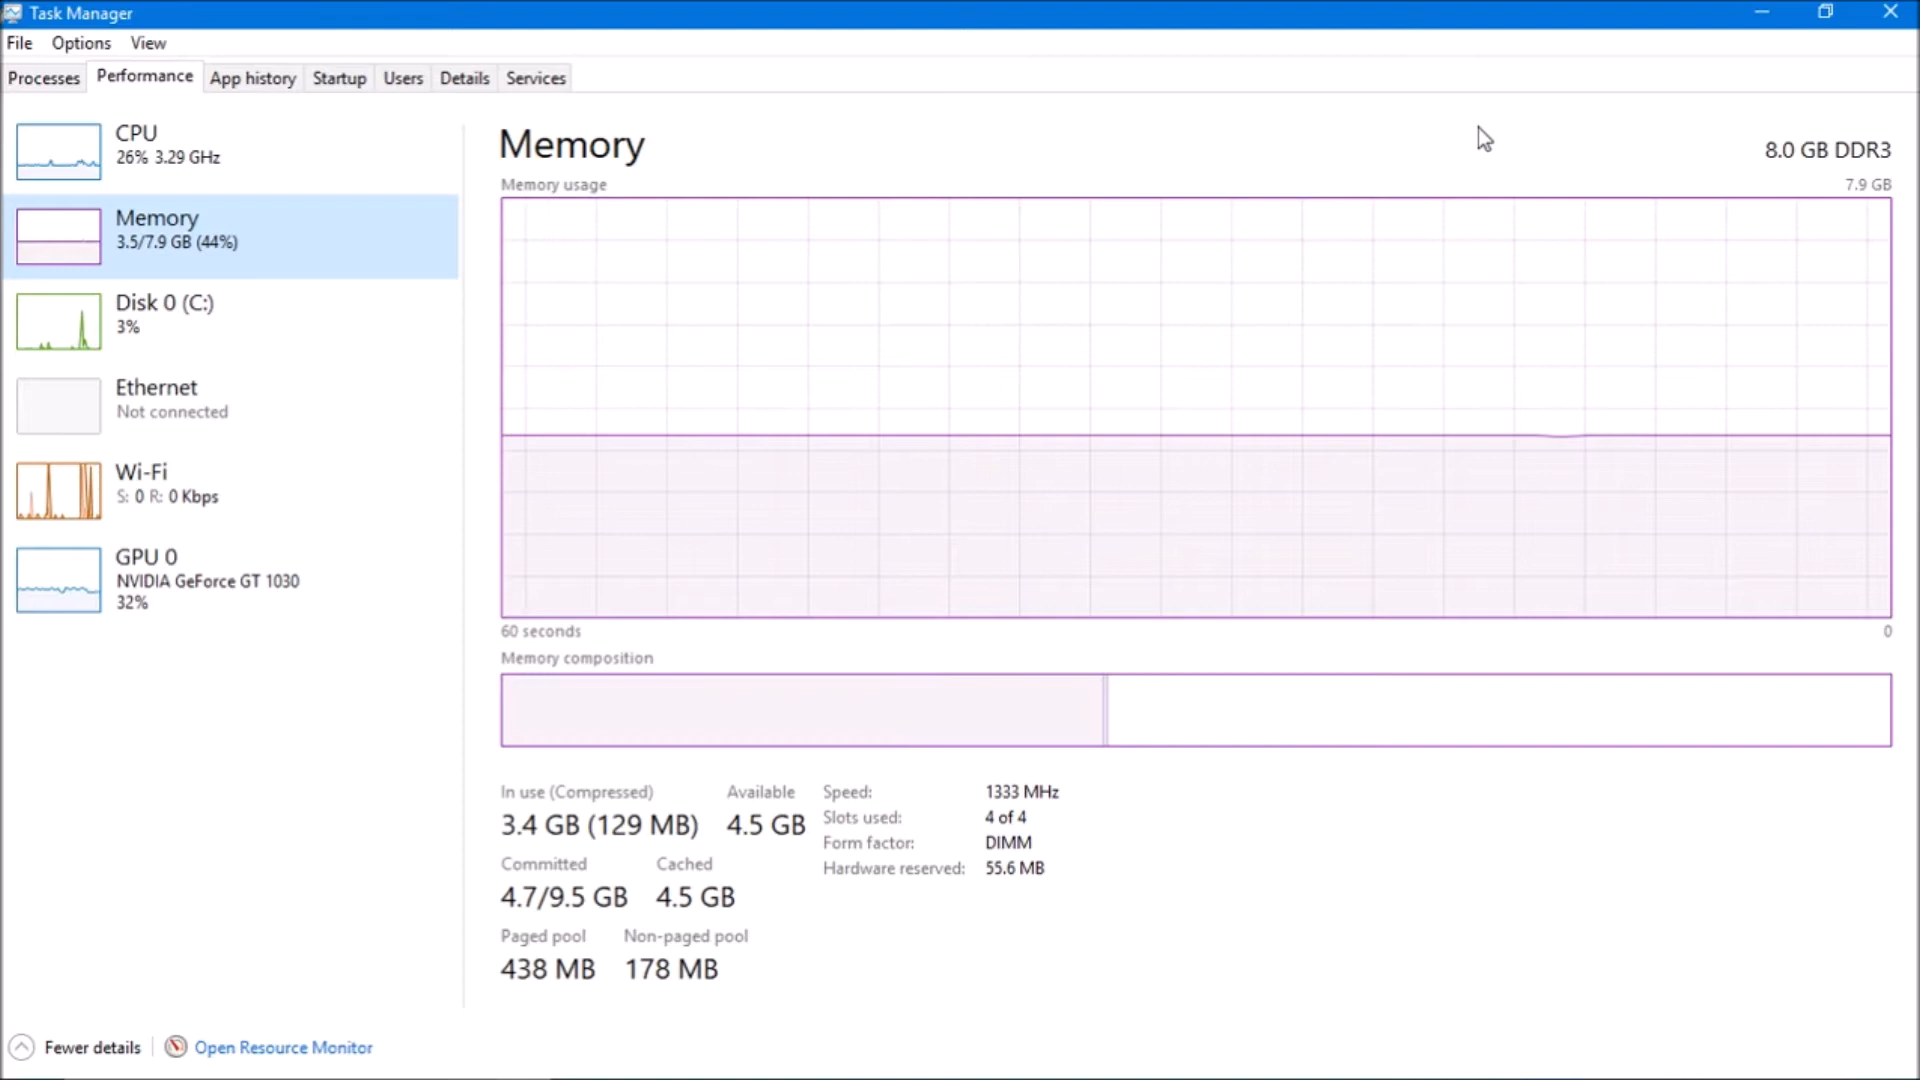 Task Manager
File Options View
Processes Performance App history Startup Users Details Services
CPU
26% 3.29 GHz
Memory
3.5/7.9 GB (44%)
Disk 0 (C:)
3%
Ethernet
Not connected
Wi-Fi
S: 0 R: 0 Kbps
GPU 0
NVIDIA GeForce GT 1030
32%
Memory
8.0 GB DDR3
Memory usage
7.9 GB
60 seconds
0
Memory composition
In use (Compressed) Available
3.4 GB (129 MB) 4.5 GB
Committed Cached
4.7/9.5 GB 4.5 GB
Paged pool Non-paged pool
438 MB 178 MB
Speed: 1333 MHz
Slots used: 4 of 4
Form factor: DIMM
Hardware reserved: 55.6 MB
Fewer details Open Resource Monitor